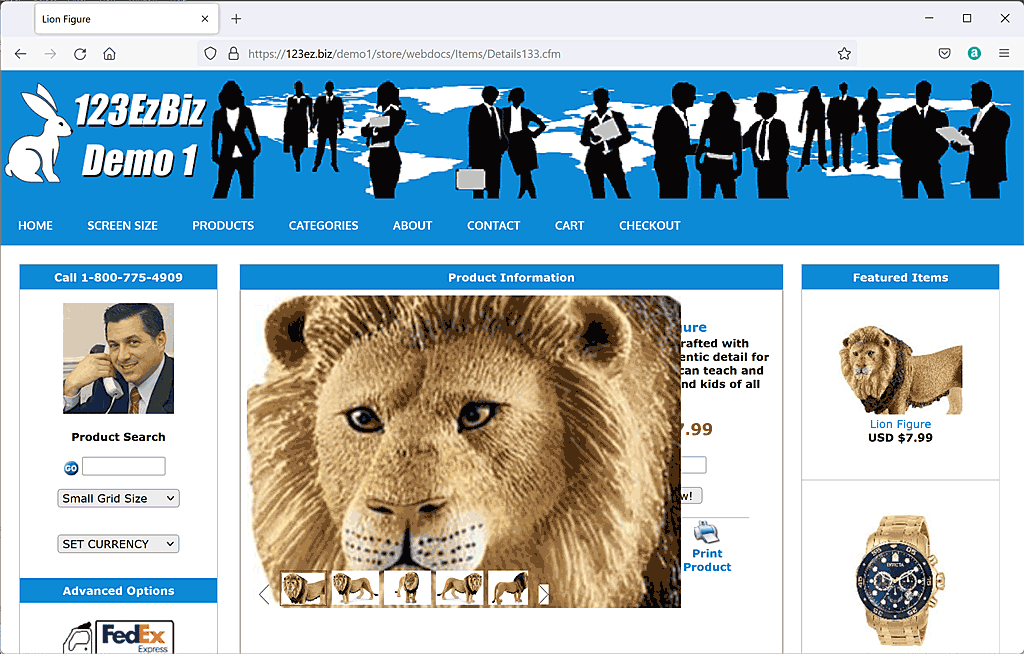 Lion Figure
https://123ez.biz/demo1/store/webdocs/Items/Details133.cfm
a
123EzBiz
Demo 1
HOME
SCREEN SIZE
PRODUCTS
CATEGORIES
ABOUT
CONTACT
CART
CHECKOUT
Call 1-800-775-4909
Product Search
GO
Small Grid Size
SET CURRENCY
Advanced Options
FedEx
Express
Product Information
ure
rafted with
entic detail for
can teach and
nd kids of all
7.99
w!
Print
Product
Featured Items
Lion Figure
USD $7.99
INVICTA